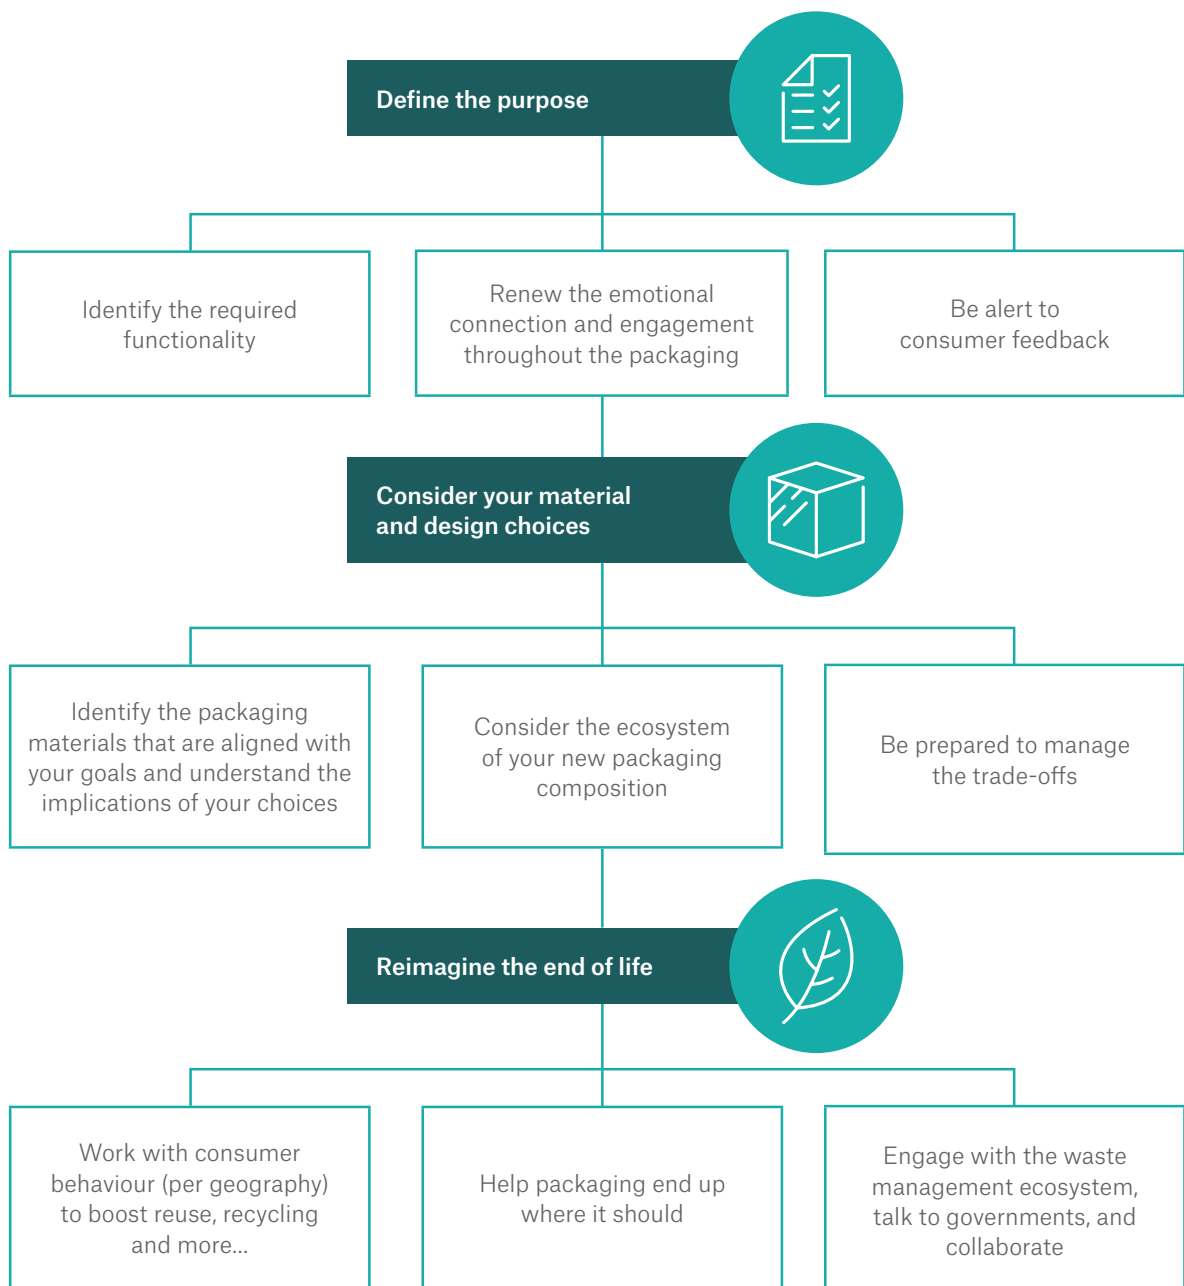 Define the purpose
Identify the required
functionality
Renew the emotional
connection and engagement
throughout the packaging
Be alert to
consumer feedback
Consider your material
and design choices
Identify the packaging
materials that are aligned with
your goals and understand the
implications of your choices
Consider the ecosystem
of your new packaging
composition
Be prepared to manage
the trade-offs
Reimagine the end of life
Work with consumer
behaviour (per geography)
to boost reuse, recycling
and more...
Help packaging end up
where it should
Engage with the waste
management ecosystem,
talk to governments, and
collaborate